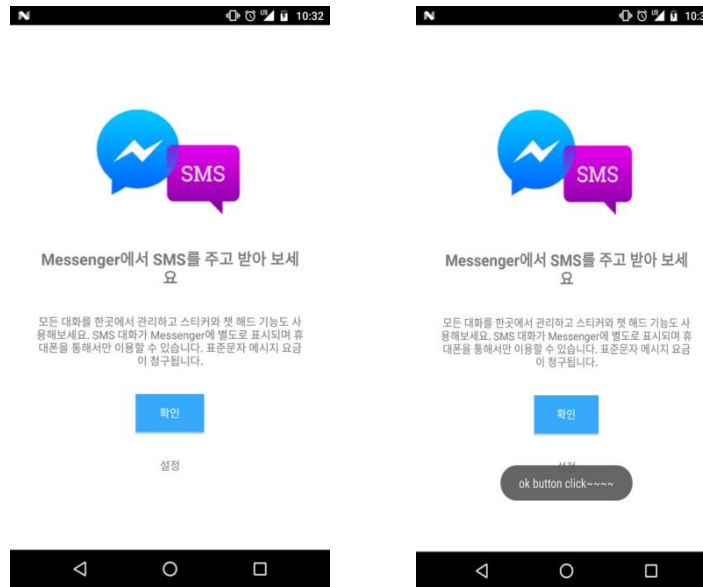 N 10:32
SMS
Messenger에서 SMS를 주고 받아 보세
요
모든 대화를 한곳에서 관리하고 스티커와 챗 해드 기능도 사
용해보세요. SMS 대화가 Messenger에 별도로 표시되며 휴
대폰을 통해서만 이용할 수 있습니다. 표준문자 메시지 요금
이 청구됩니다.
확인
설정
N 10:3
SMS
Messenger에서 SMS를 주고 받아 보세
요
모든 대화를 한곳에서 관리하고 스티커와 챗 해드 기능도 사
용해보세요. SMS 대화가 Messenger에 별도로 표시되며 휴
대폰을 통해서만 이용할 수 있습니다. 표준문자 메시지 요금
이 청구됩니다.
확인
ok button click~~~~